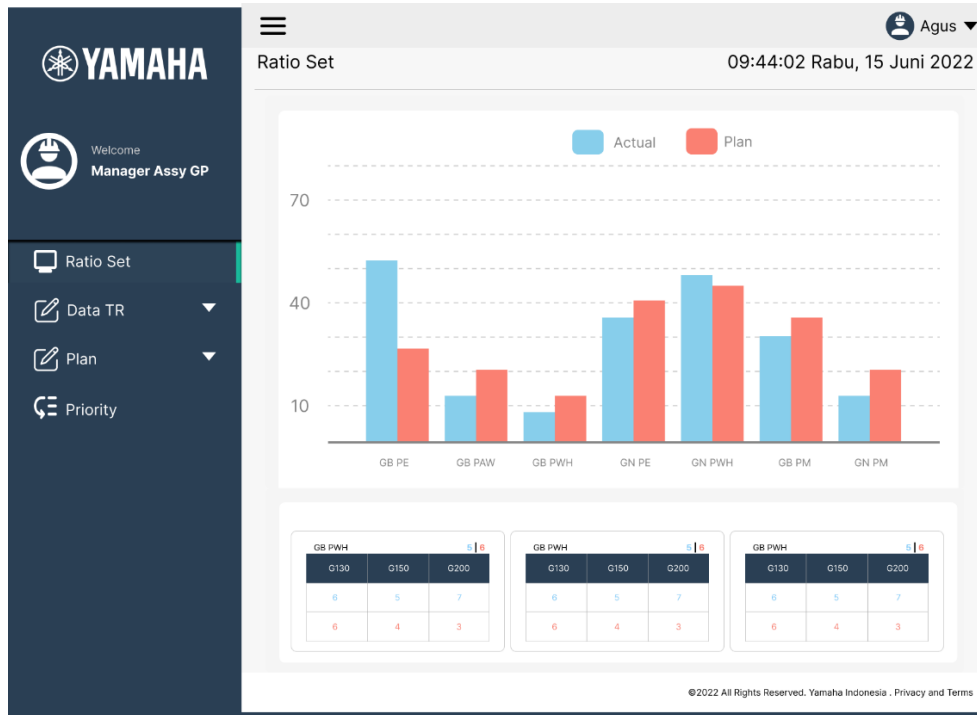 YAMAHA
Welcome
Manager Assy GP
Ratio Set
Data TR
Plan
Priority
Agus
Ratio Set
09:44:02 Rabu, 15 Juni 2022
Actual
Plan
70
40
10
GB PE
GB PAW
GB PWH
GN PE
GN PWH
GB PM
GN PM
GB PWH 5 | 6
G130 G150 G200
6 5 7
6 4 3
GB PWH 5 | 6
G130 G150 G200
6 5 7
6 4 3
GB PWH 5 | 6
G130 G150 G200
6 5 7
6 4 3
©2022 All Rights Reserved. Yamaha Indonesia . Privacy and Terms